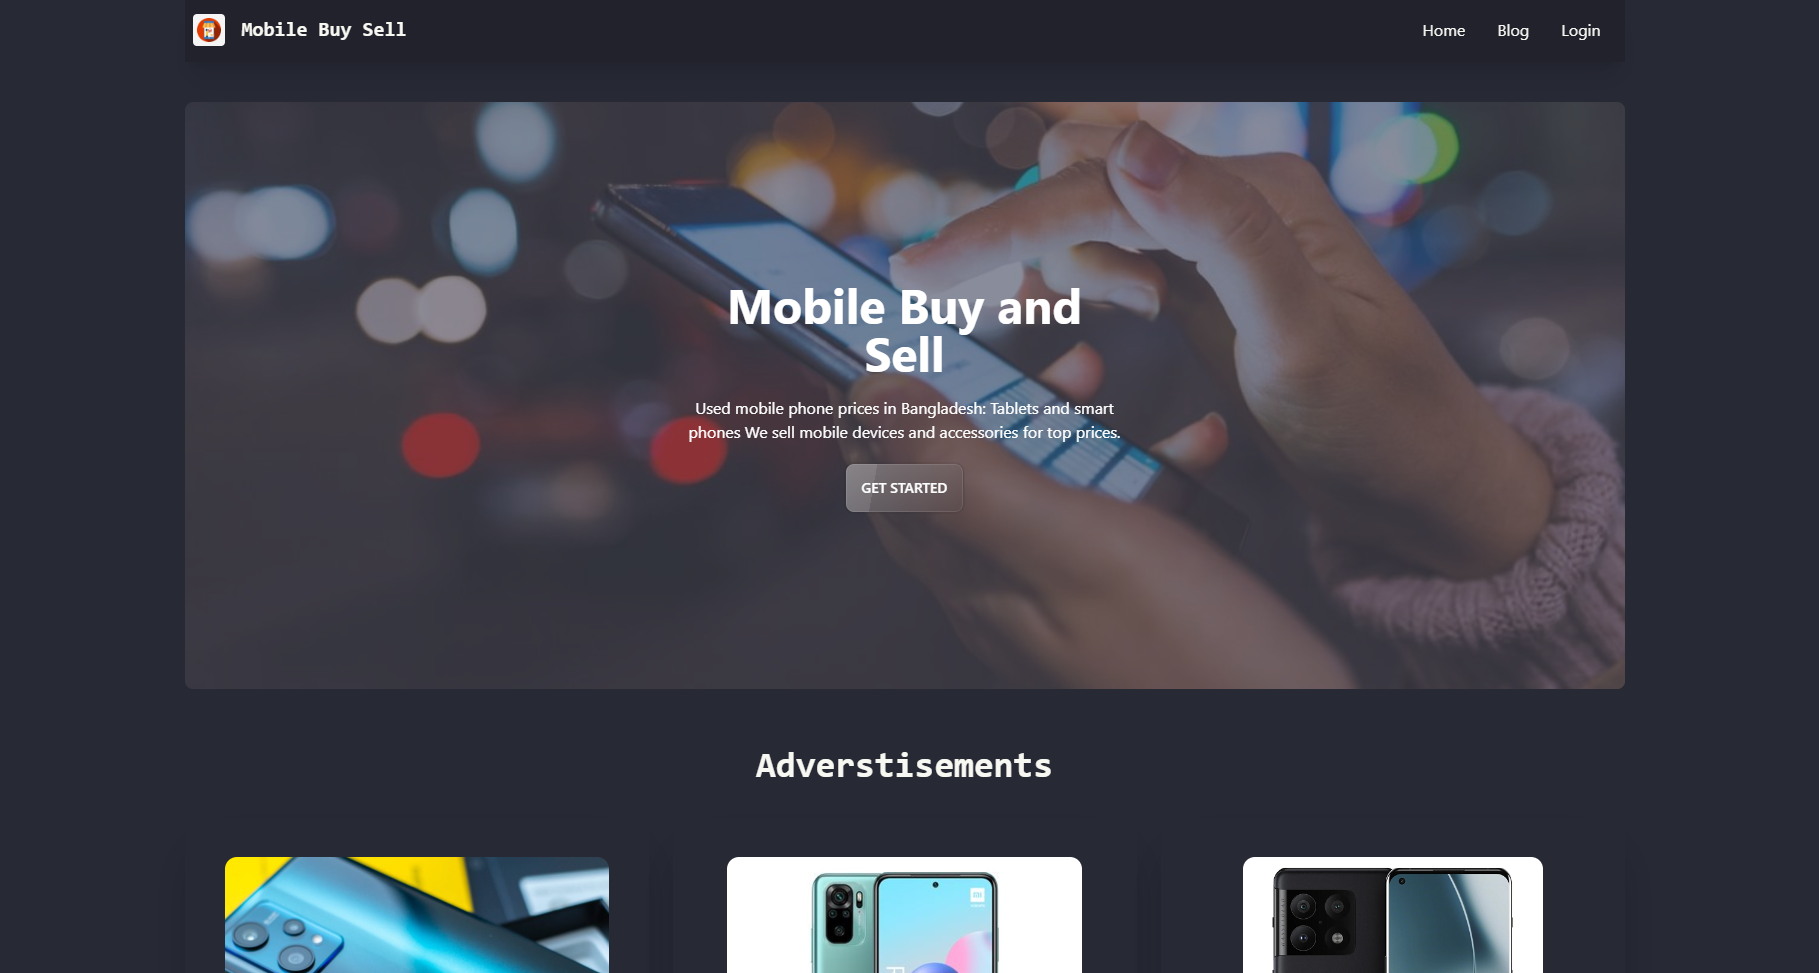 Mobile Buy Sell
Home
Blog
Login
Mobile Buy and
Sell
Used mobile phone prices in Bangladesh: Tablets and smart
phones We sell mobile devices and accessories for top prices.
GET STARTED
Adverstisements